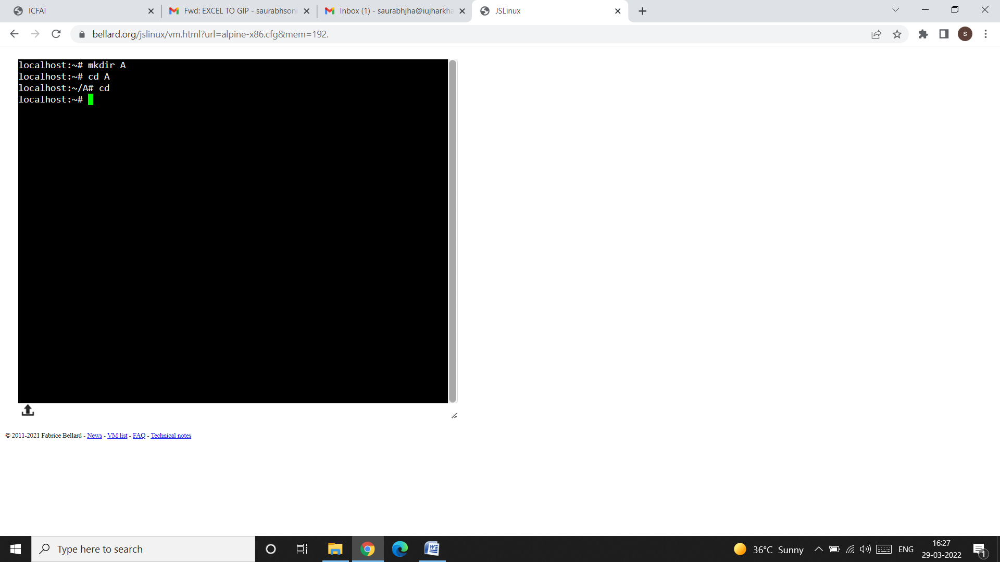 ICFAI
Fwd: EXCEL TO GIP - saurabhsoni
Inbox (1) - saurabhjha@iujharkha
JSLinux
bellard.org/jslinux/vm.html?url=alpine-x86.cfg&mem=192.
S
localhost:~# mkdir A
localhost:~# cd A
localhost:~/A# cd
localhost:~#
© 2011-2021 Fabrice Bellard - News - VM list - FAQ - Technical notes
Type here to search
36°C Sunny
ENG
16:27
29-03-2022
1